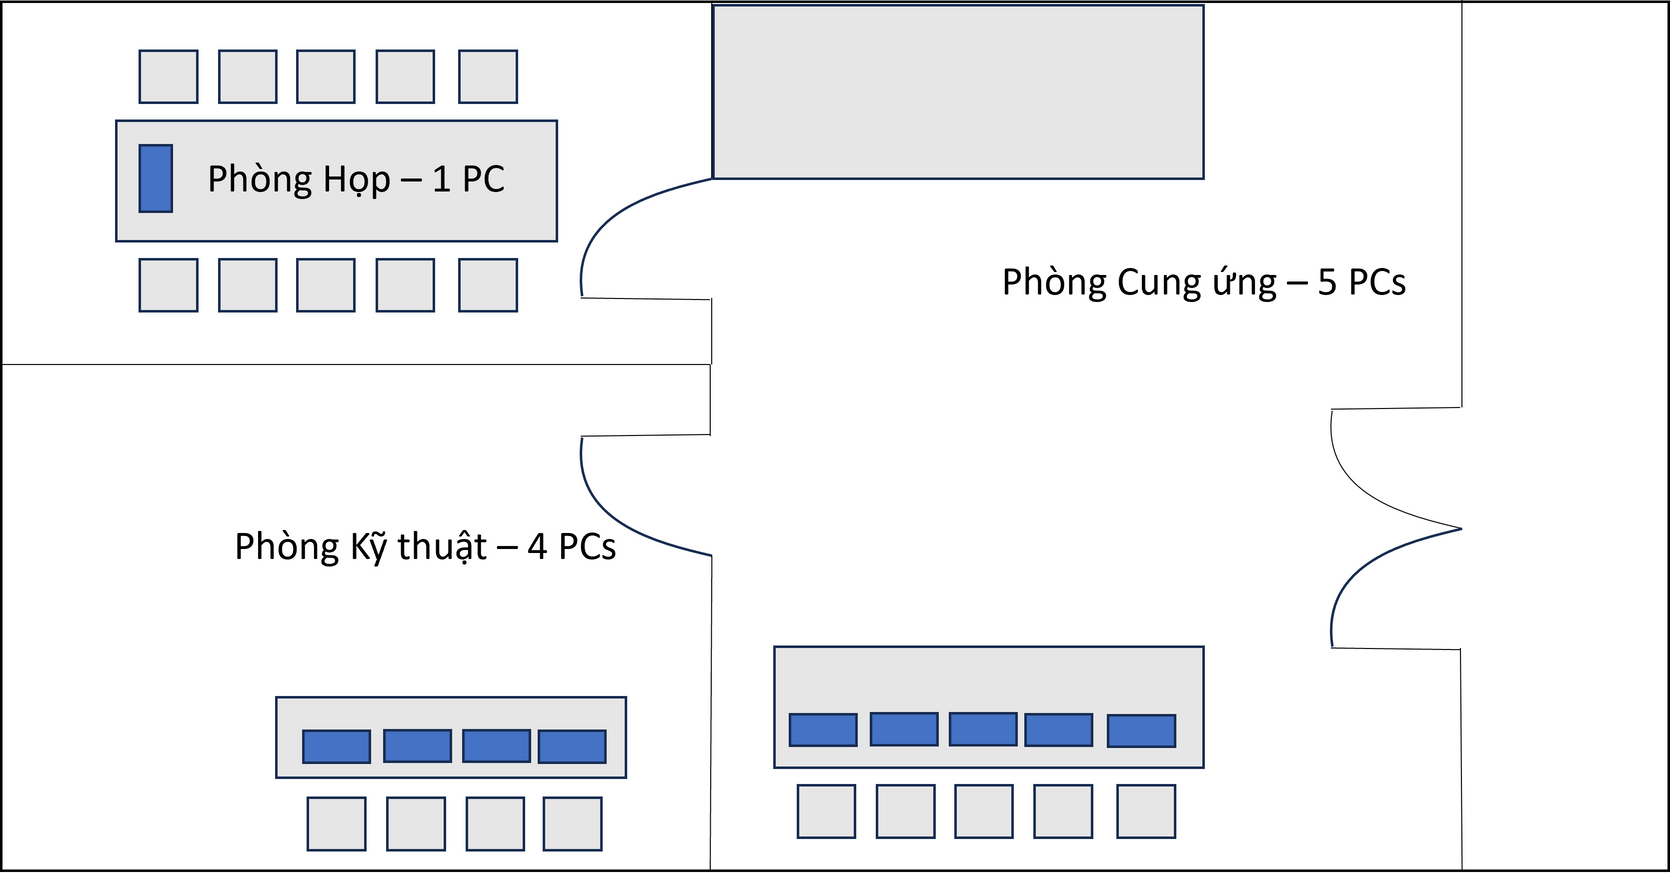 Phòng Họp – 1 PC
Phòng Cung ứng – 5 PCs
Phòng Kỹ thuật – 4 PCs